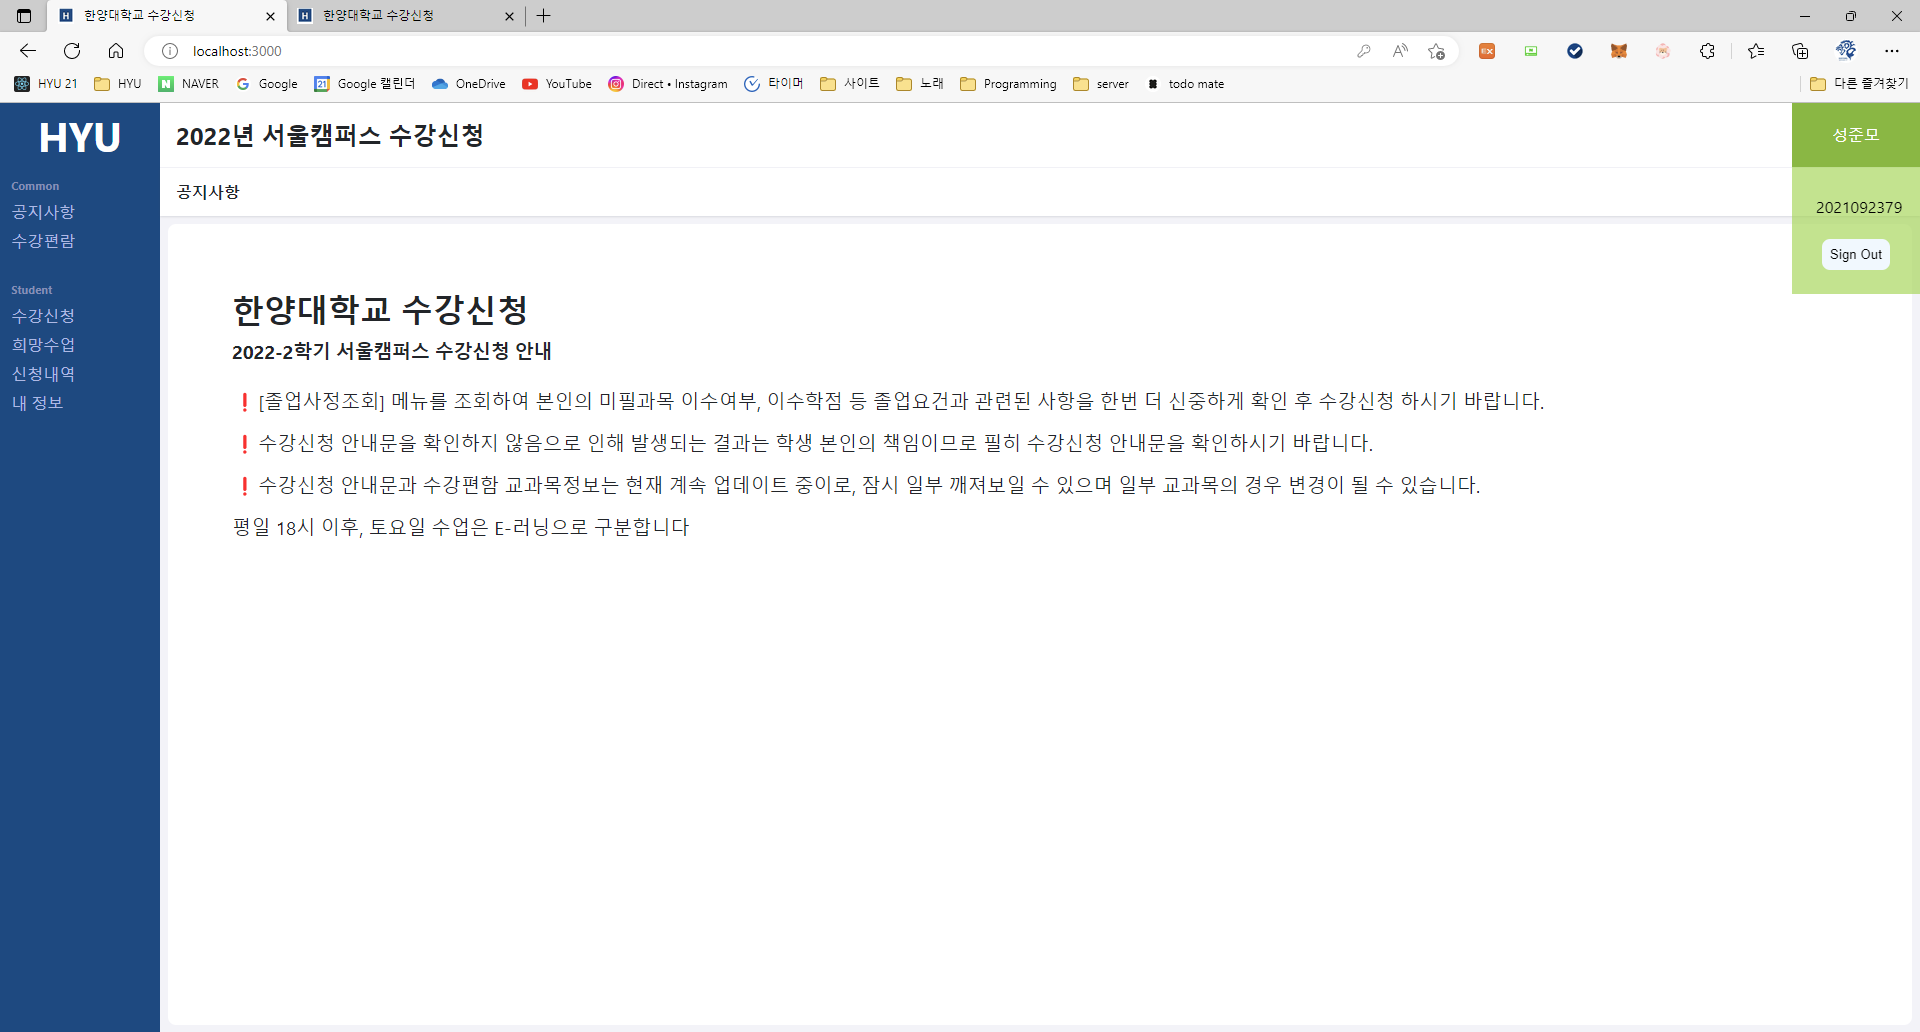 한양대학교 수강신청
한양대학교 수강신청
localhost:3000
HYU 21
HYU
NAVER
Google
Google 캘린더
OneDrive
YouTube
Direct • Instagram
타이머
사이트
노래
Programming
server
todo mate
다른 즐겨찾기
HYU
2022년 서울캠퍼스 수강신청
성준모
Common
공지사항
수강편람
Student
수강신청
희망수업
신청내역
내 정보
공지사항
2021092379
Sign Out
한양대학교 수강신청
2022-2학기 서울캠퍼스 수강신청 안내
❗ [졸업사정조회] 메뉴를 조회하여 본인의 미필과목 이수여부, 이수학점 등 졸업요건과 관련된 사항을 한번 더 신중하게 확인 후 수강신청 하시기 바랍니다.
❗ 수강신청 안내문을 확인하지 않음으로 인해 발생되는 결과는 학생 본인의 책임이므로 필히 수강신청 안내문을 확인하시기 바랍니다.
❗ 수강신청 안내문과 수강편함 교과목정보는 현재 계속 업데이트 중이로, 잠시 일부 깨져보일 수 있으며 일부 교과목의 경우 변경이 될 수 있습니다.
평일 18시 이후, 토요일 수업은 E-러닝으로 구분합니다